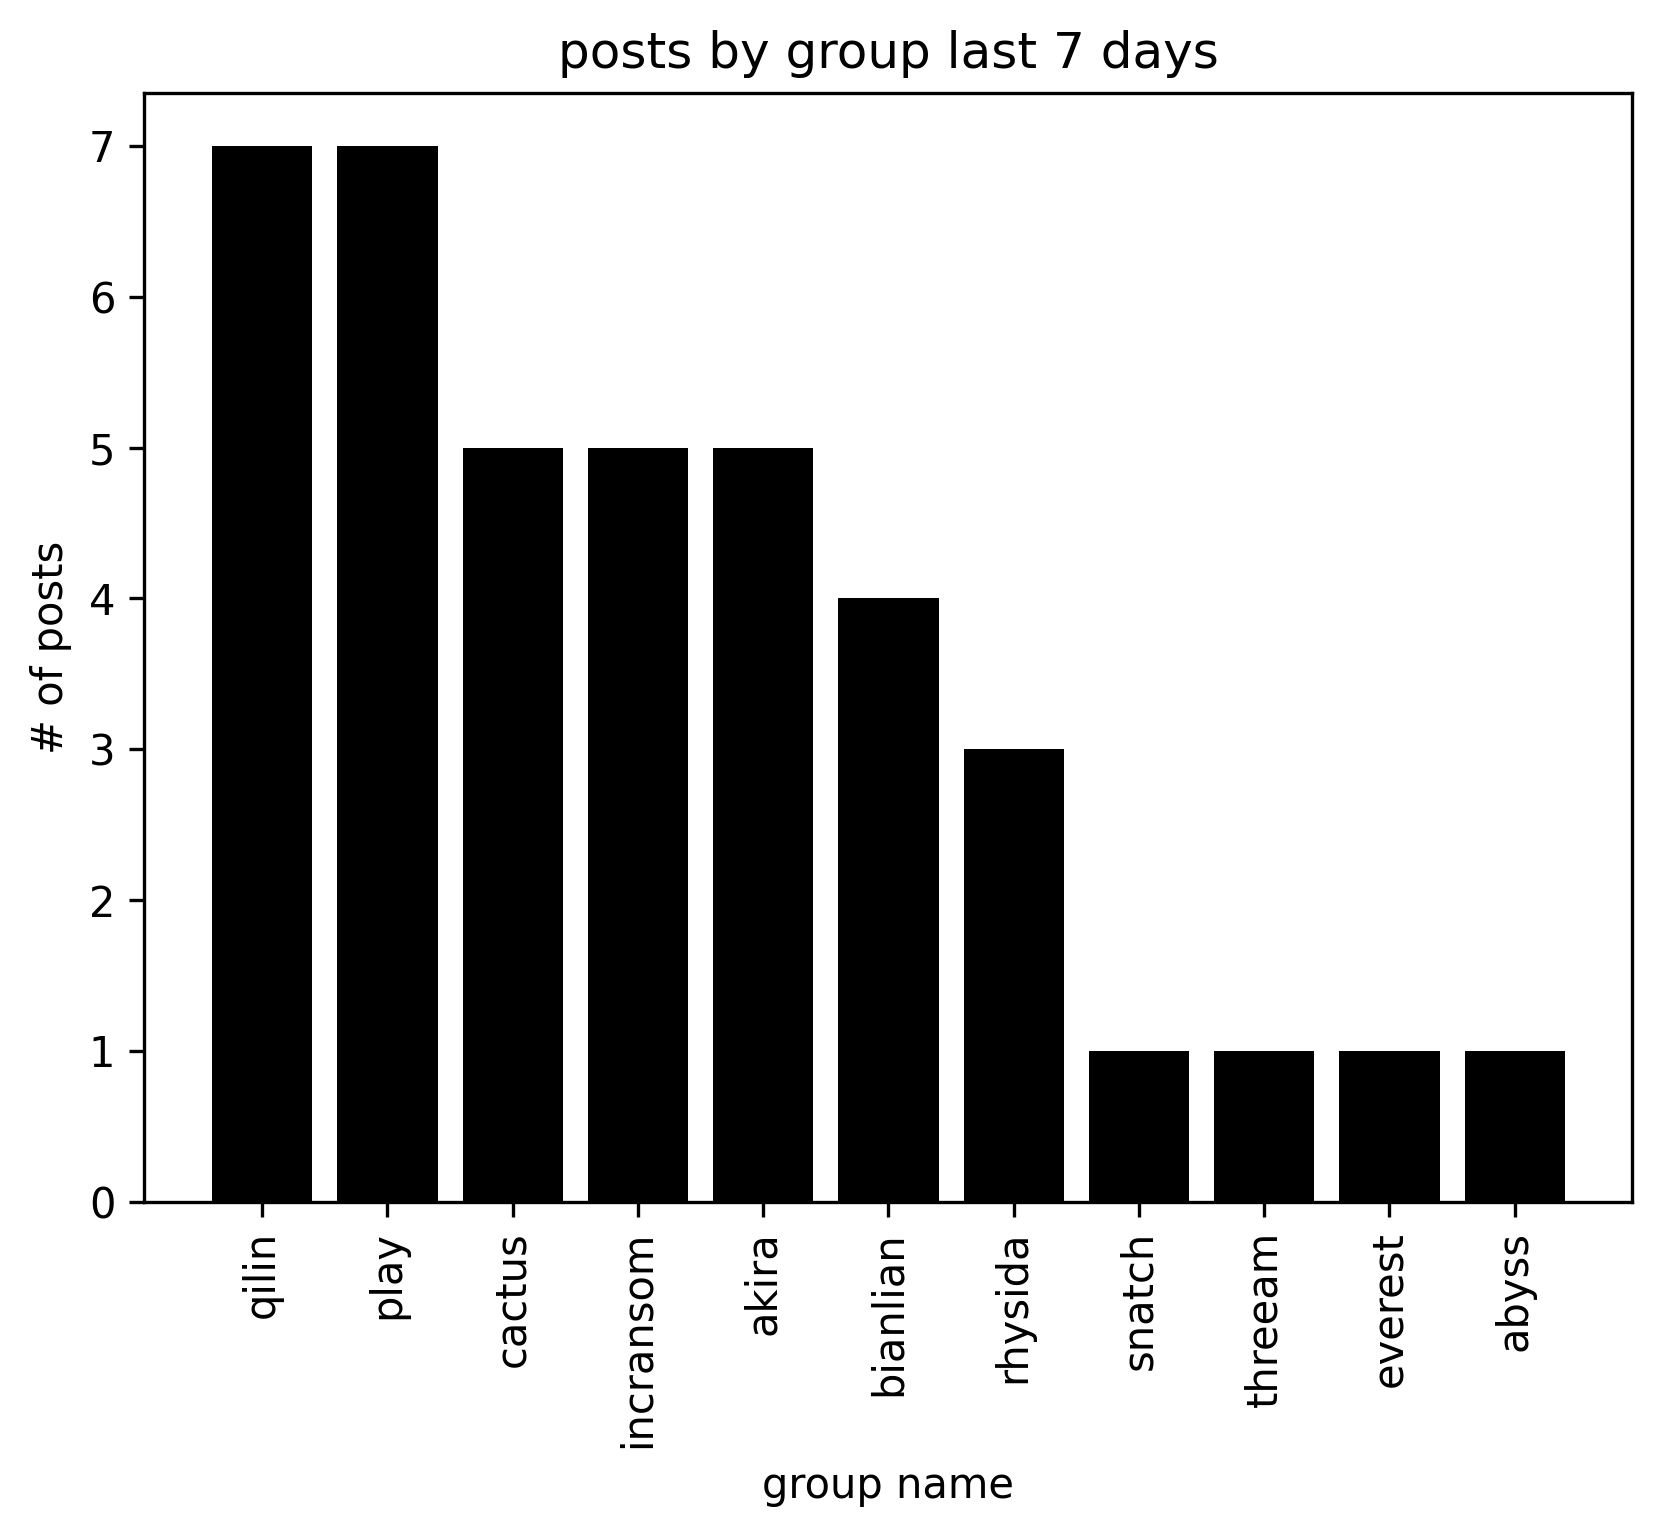 posts by group last 7 days
7
6
5
4
3
2
1
0
# of posts
qilin
play
cactus
incransom
akira
bianlian
rhysida
snatch
threeam
everest
abyss
group name